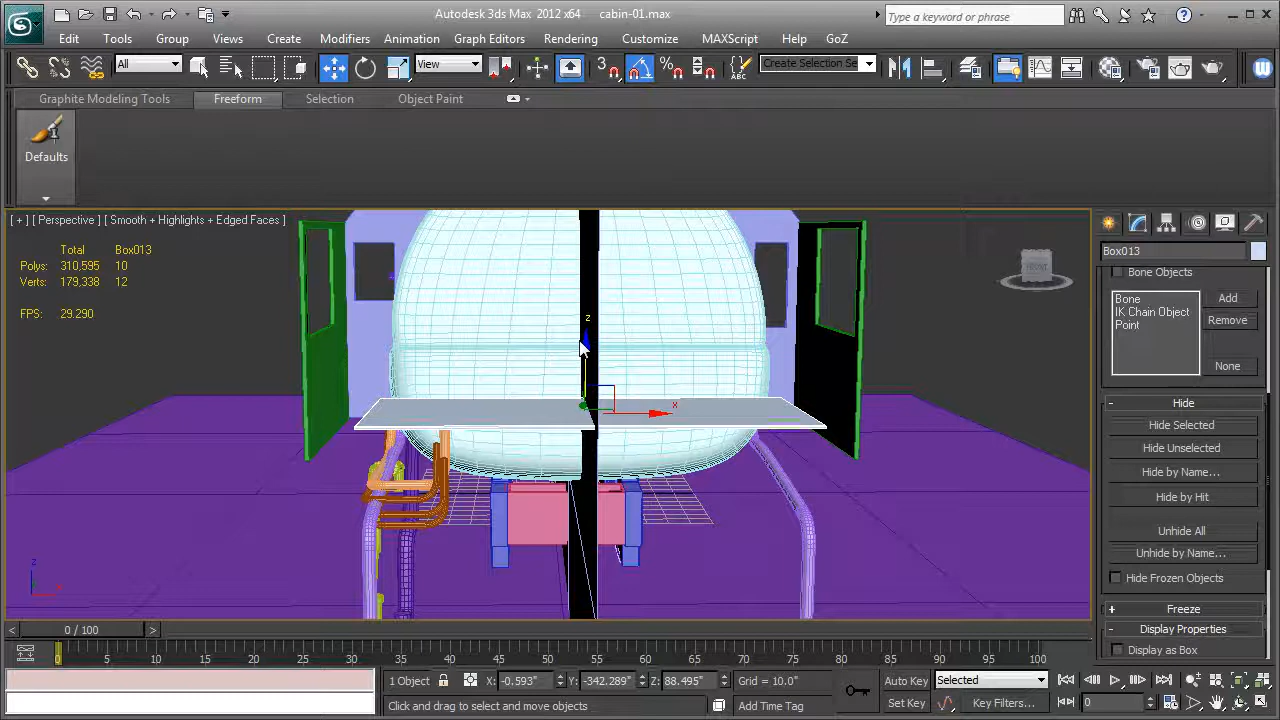 Autodesk 3ds Max 2012 x64 cabin-01.max
Type a keyword or phrase
Edit Tools Group Views Create Modifiers Animation Graph Editors Rendering Customize MAXScript Help GoZ
All View 3 Create Selection Se
Graphite Modeling Tools Freeform Selection Object Paint
Defaults
[ + ] [ Perspective ] [ Smooth + Highlights + Edged Faces ]
Total Box013
Polys: 310,595 10
Verts: 179,338 12
FPS: 29.290
z
x
FRONT
z
x
Box013
Bone Objects
Bone
IK Chain Object
Point
Add
Remove
None
- Hide
Hide Selected
Hide Unselected
Hide by Name...
Hide by Hit
Unhide All
Unhide by Name...
Hide Frozen Objects
+ Freeze
- Display Properties
Display as Box
< 0 / 100 >
0 5 10 15 20 25 30 35 40 45 50 55 60 65 70 75 80 85 90 95 100
1 Object X: -0.593" Y: -342.289" Z: 88.495" Grid = 10.0" Auto Key Selected
Click and drag to select and move objects Add Time Tag Set Key Key Filters... 0